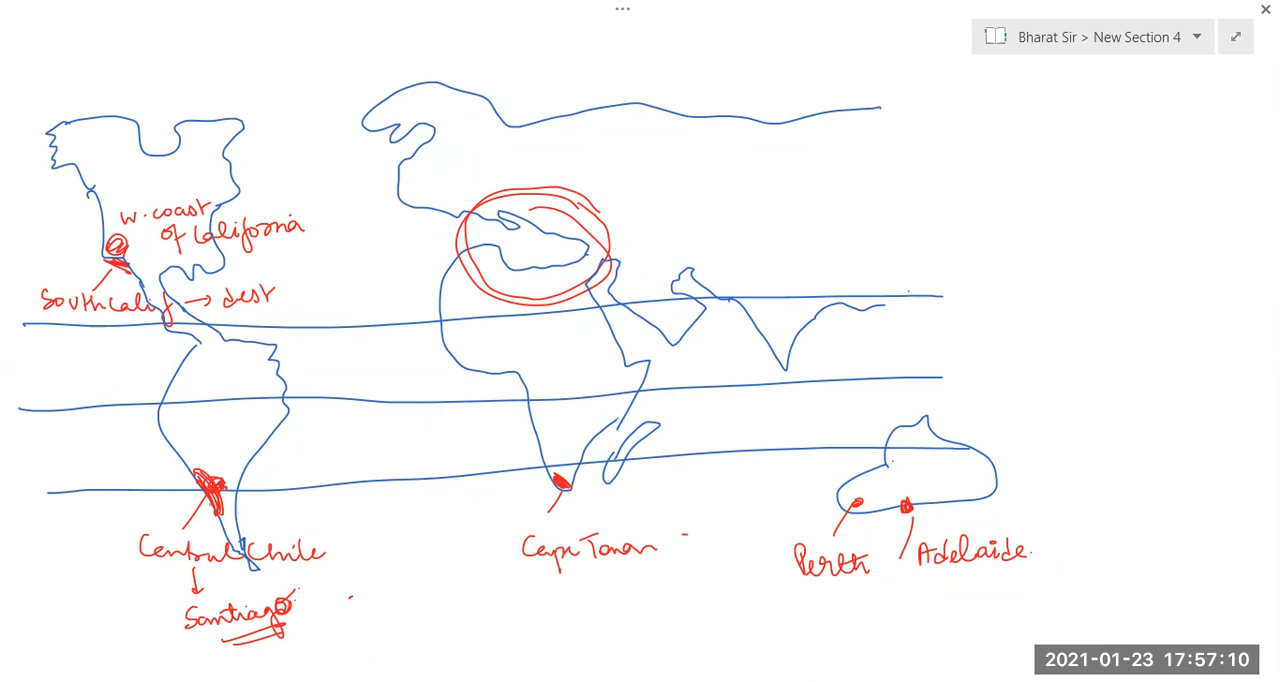 ...
Bharat Sir > New Section 4
W. coast
of California
South Calif → dest
Central Chile
↓
Santiago
Cape Town
Perth
Adelaide.
2021-01-23 17:57:10